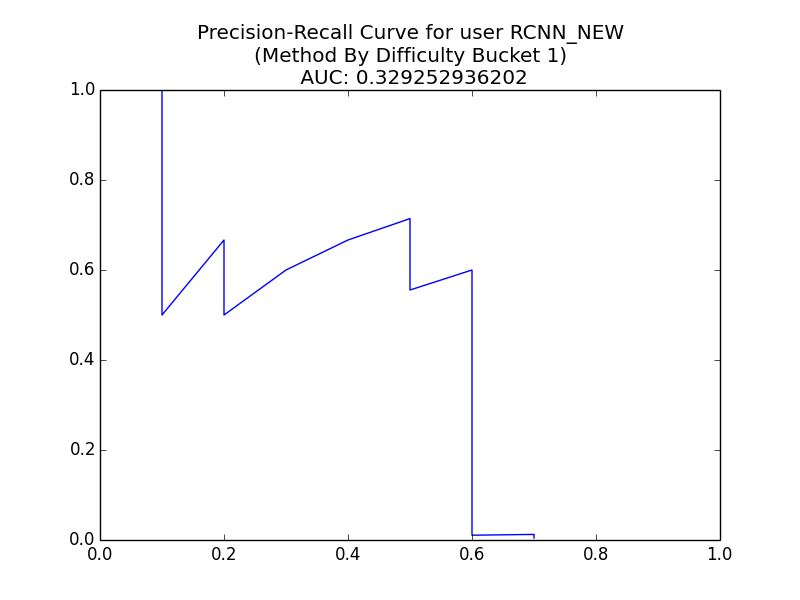 Precision-Recall Curve for user RCNN_NEW
(Method By Difficulty Bucket 1)
AUC: 0.329252936202
1.0
0.8
0.6
0.4
0.2
0.0
0.0 0.2 0.4 0.6 0.8 1.0